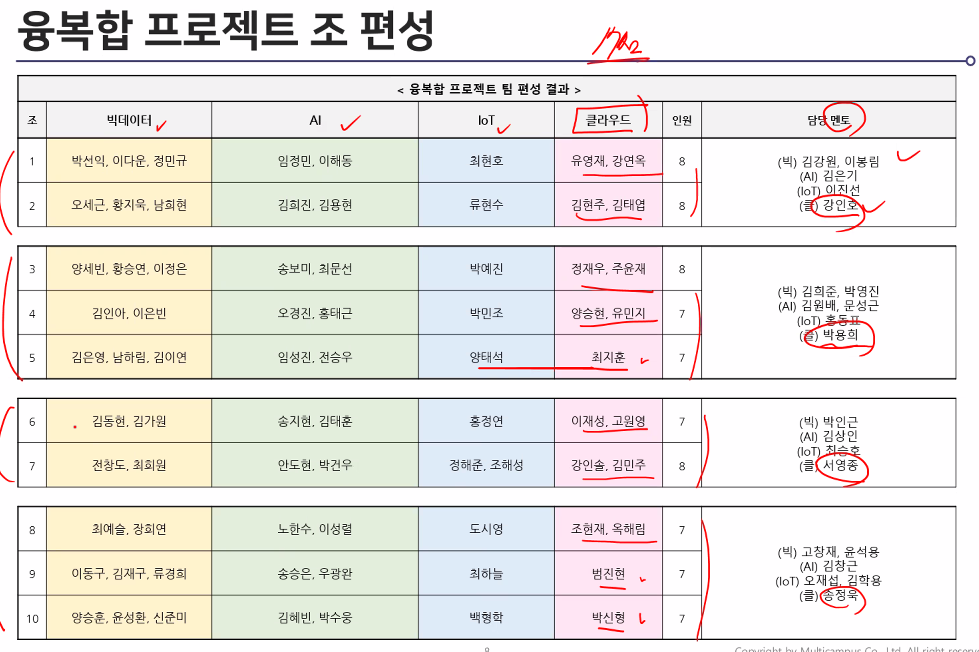 융복합 프로젝트 조 편성
< 융복합 프로젝트 팀 편성 결과 >
조 빅데이터 AI IoT 클라우드 인원 담당 멘토
1 박선익, 이다운, 정민규 임정민, 이해동 최현호 유영재, 강연옥 8
2 오세근, 황지욱, 남희현 김희진, 김용현 류현수 김현주, 김태엽 8
(빅) 김강원, 이봉림
(AI) 김은기
(IoT) 이진선
(클) 강인호
3 양세빈, 황승연, 이정은 송보미, 최문선 박예진 정재우, 주윤재 8
4 김인아, 이은빈 오경진, 홍태근 박민조 양승현, 유민지 7
5 김은영, 남하림, 김이연 임성진, 전승우 양태석 최지훈 7
(빅) 김희준, 박영진
(AI) 김원배, 문성근
(IoT) 홍동표
(클) 박용희
6 김동현, 김가원 송지현, 김태훈 홍정연 이재성, 고원영 7
7 전창도, 최희원 안도현, 박건우 정해준, 조해성 강인솔, 김민주 8
(빅) 박인근
(AI) 김상인
(IoT) 최승호
(클) 서영종
8 최예슬, 장희연 노한수, 이성렬 도시영 조현재, 옥해림 7
9 이동구, 김재구, 류경희 송승은, 우광완 최하늘 범진현 7
10 양승훈, 윤성환, 신준미 김혜빈, 박수웅 백형학 박신형 7
(빅) 고창재, 윤석용
(AI) 김창근
(IoT) 오재섭, 김학용
(클) 송정욱
8
Copyright by Multicampus Co., Ltd. All right reserve